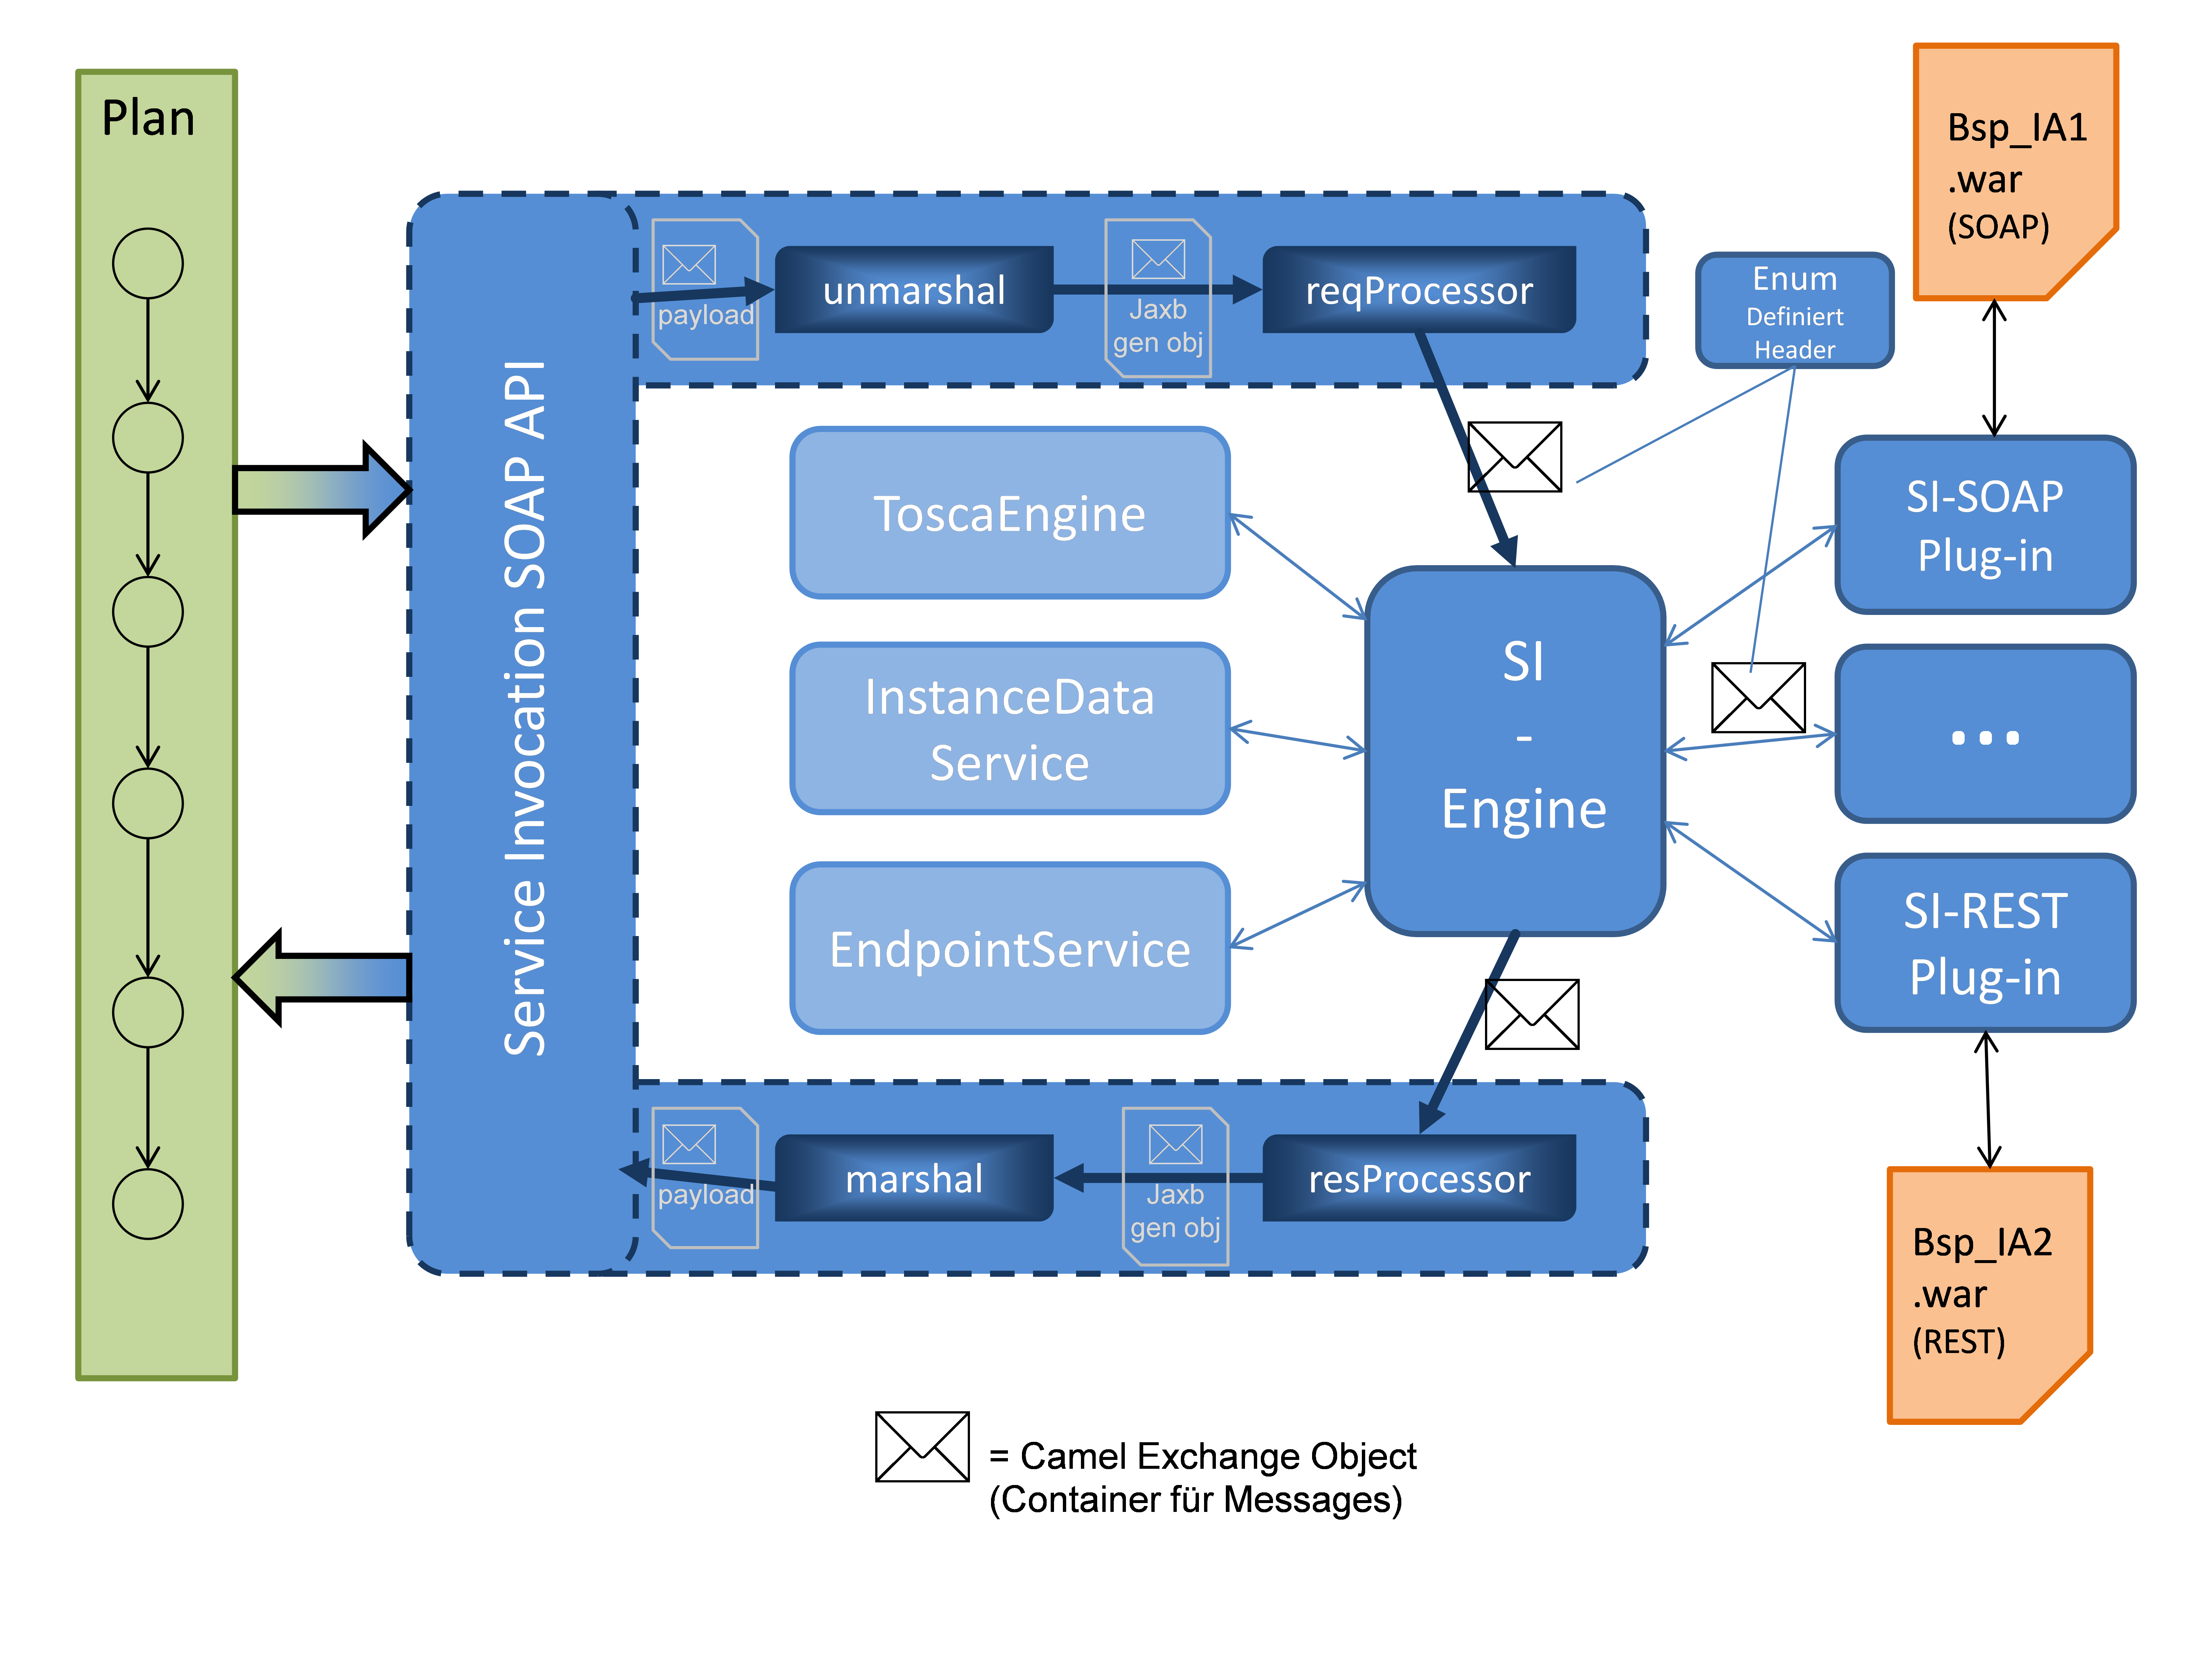 Plan
Service Invocation SOAP API
payload
unmarshal
Jaxb
gen obj
reqProcessor
Enum
Definiert
Header
Bsp_IA1
.war
(SOAP)
ToscaEngine
InstanceData
Service
EndpointService
SI
-
Engine
SI-SOAP
Plug-in
...
SI-REST
Plug-in
payload
marshal
Jaxb
gen obj
resProcessor
Bsp_IA2
.war
(REST)
= Camel Exchange Object
(Container für Messages)